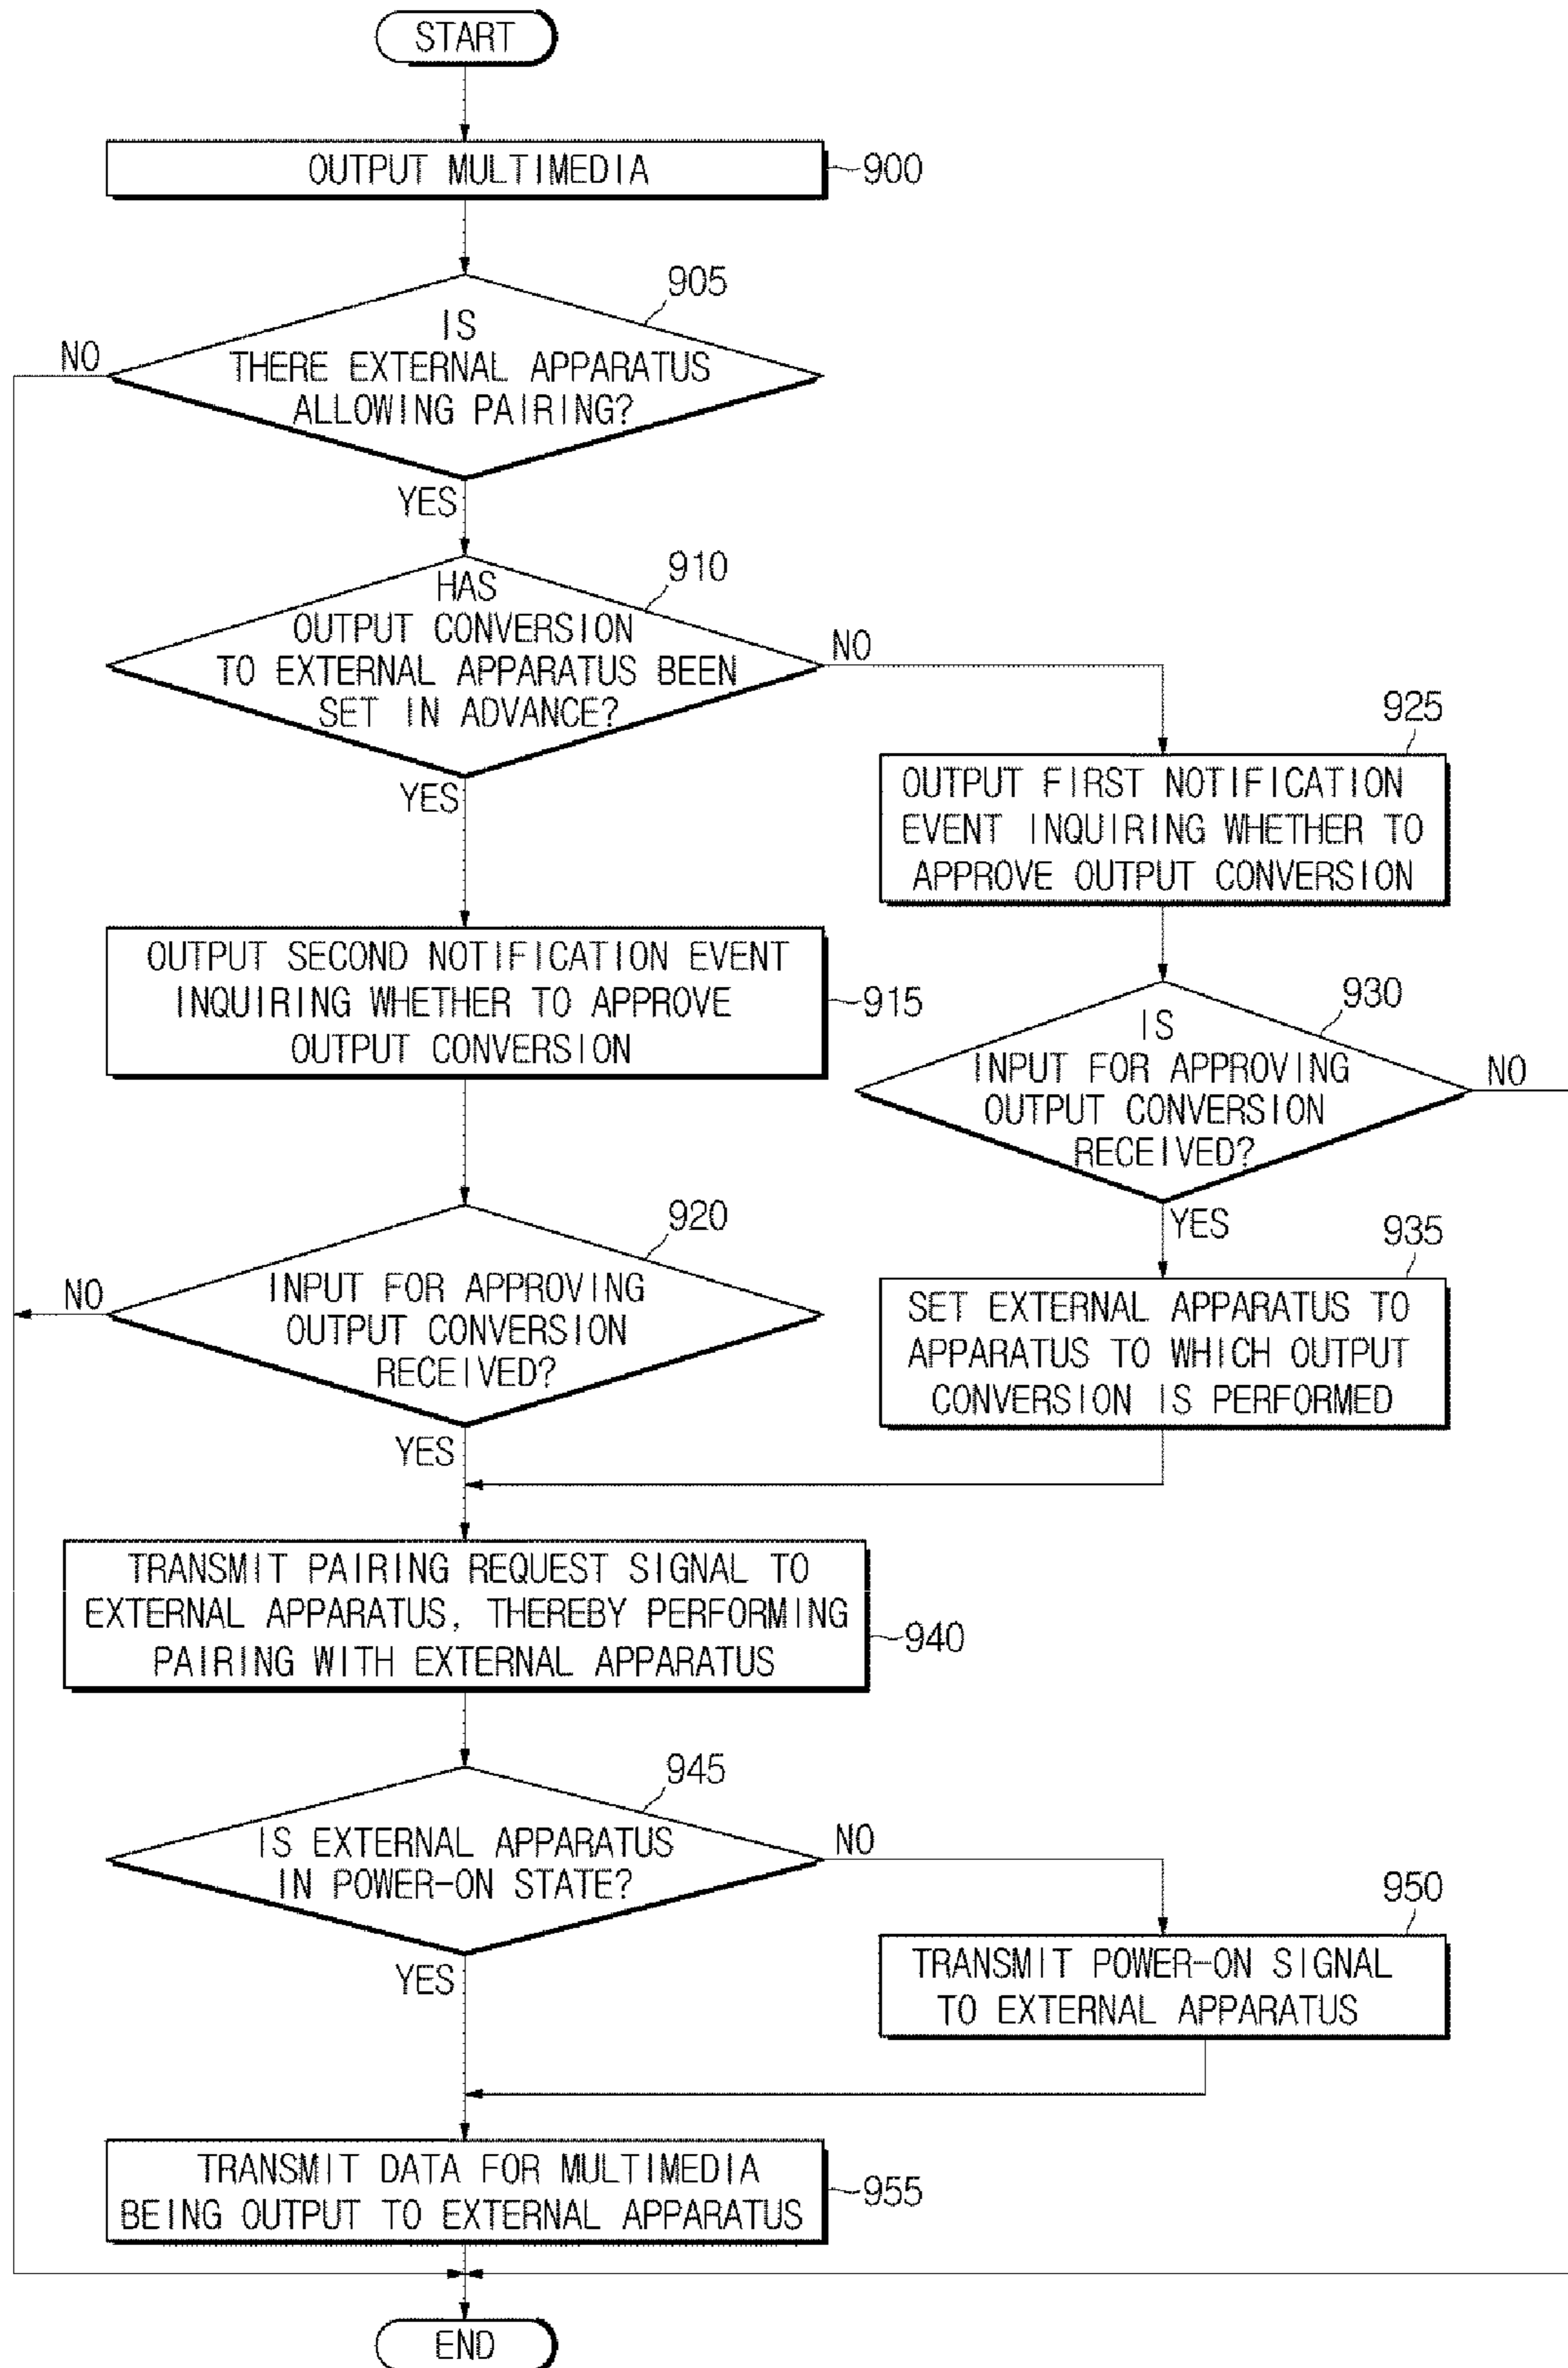 START
OUTPUT MULTIMEDIA
900
905
IS
THERE EXTERNAL APPARATUS
ALLOWING PAIRING?
NO
YES
910
HAS
OUTPUT CONVERSION
TO EXTERNAL APPARATUS BEEN
SET IN ADVANCE?
NO
YES
925
OUTPUT FIRST NOTIFICATION
EVENT INQUIRING WHETHER TO
APPROVE OUTPUT CONVERSION
OUTPUT SECOND NOTIFICATION EVENT
INQUIRING WHETHER TO APPROVE
OUTPUT CONVERSION
915
930
IS
INPUT FOR APPROVING
OUTPUT CONVERSION
RECEIVED?
NO
YES
920
INPUT FOR APPROVING
OUTPUT CONVERSION
RECEIVED?
NO
YES
935
SET EXTERNAL APPARATUS TO
APPARATUS TO WHICH OUTPUT
CONVERSION IS PERFORMED
TRANSMIT PAIRING REQUEST SIGNAL TO
EXTERNAL APPARATUS, THEREBY PERFORMING
PAIRING WITH EXTERNAL APPARATUS
940
945
IS EXTERNAL APPARATUS
IN POWER-ON STATE?
NO
YES
950
TRANSMIT POWER-ON SIGNAL
TO EXTERNAL APPARATUS
TRANSMIT DATA FOR MULTIMEDIA
BEING OUTPUT TO EXTERNAL APPARATUS
955
END